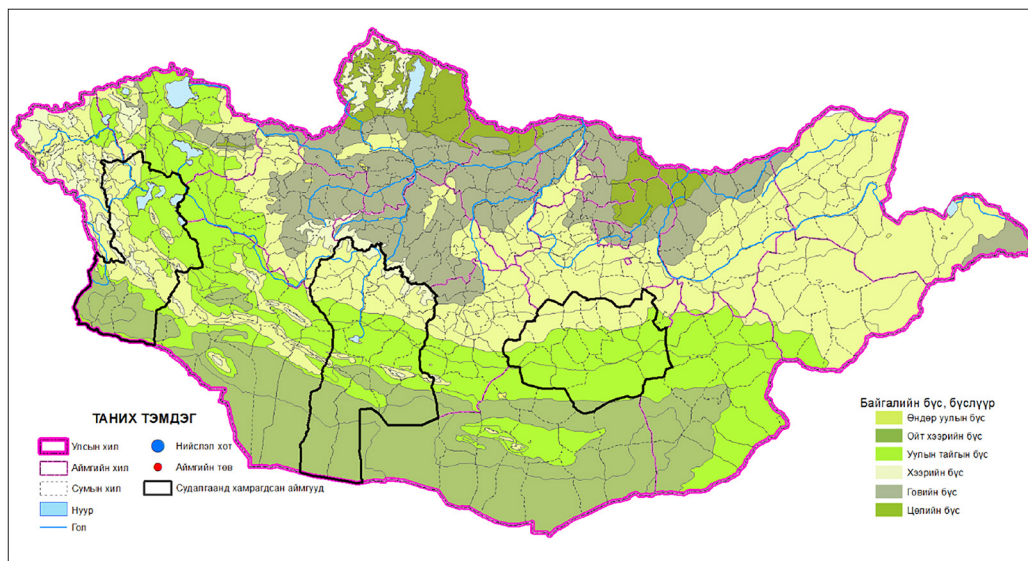 ТАНИХ ТЭМДЭГ
Улсын хил
Нийслэл хот
Аймгийн хил
Аймгийн төв
Сумын хил
Судалгаанд хамрагдсан аймгууд
Нуур
Гол
Байгалийн бүс, бүслүүр
Өндөр уулын бүс
Ойт хээрийн бүс
Уулын тайгын бүс
Хээрийн бүс
Говийн бүс
Цөлийн бүс